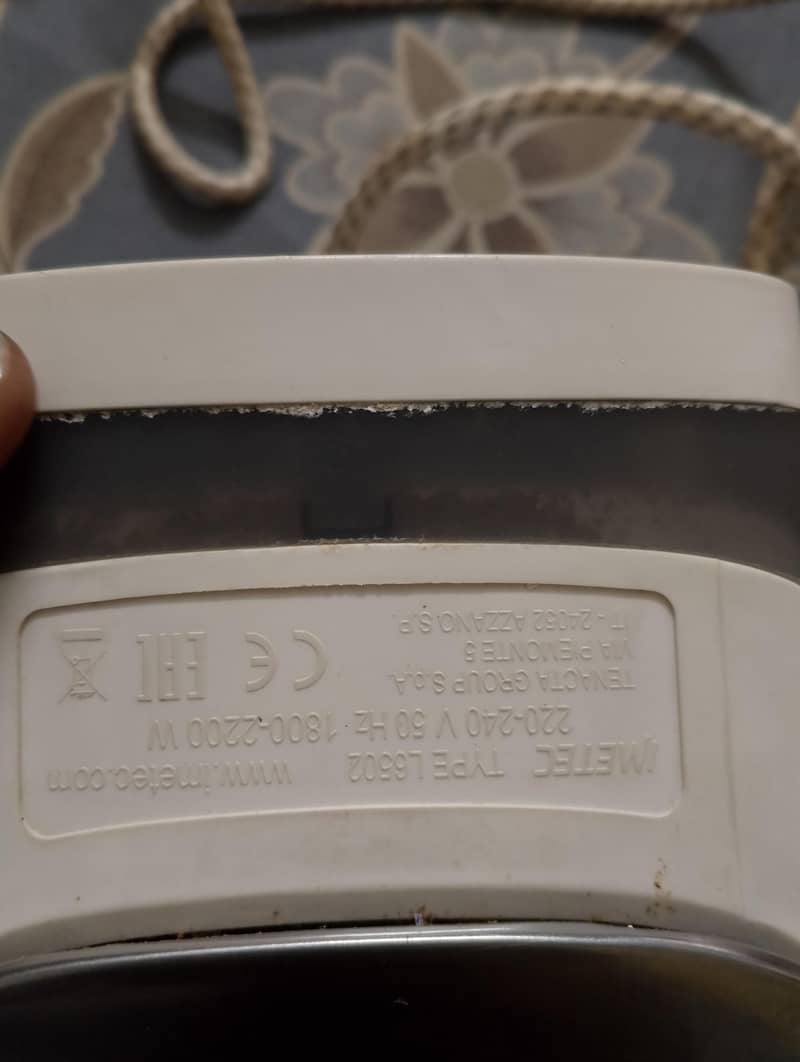 IMETEC TYPE L6502 www.imetec.com
220-240 V 50 Hz 1800-2200 W
TENACTA GROUP S.p.A.
VIA PIEMONTE 5
IT - 24052 AZZANO S.P.
CE EAC